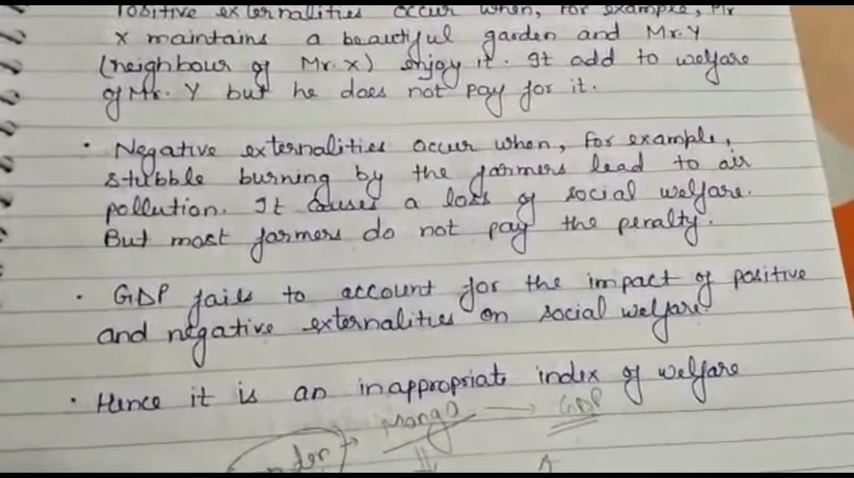 Positive externalities occur when, for example, Mr
X maintains a beautiful garden and Mr. Y
(neighbour of Mr. X) enjoy it. It add to welfare
of Mr. Y but he does not pay for it.
• Negative externalities occur when, for example,
stubble burning by the farmers lead to air
pollution. It causes a loss of social welfare.
But most farmers do not pay the penalty.
• GDP fails to account for the impact of positive
and negative externalities on social welfare.
• Hence it is an inappropriate index of welfare
Mango → GDP